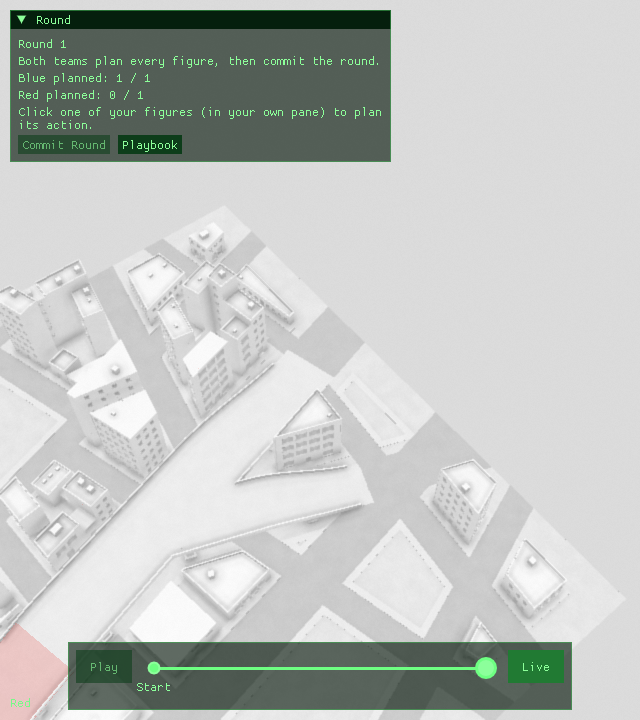 Round
Round 1
Both teams plan every figure, then commit the round.
Blue planned: 1 / 1
Red planned: 0 / 1
Click one of your figures (in your own pane) to plan
its action.
Commit Round
Playbook
Play
Live
Start
Red